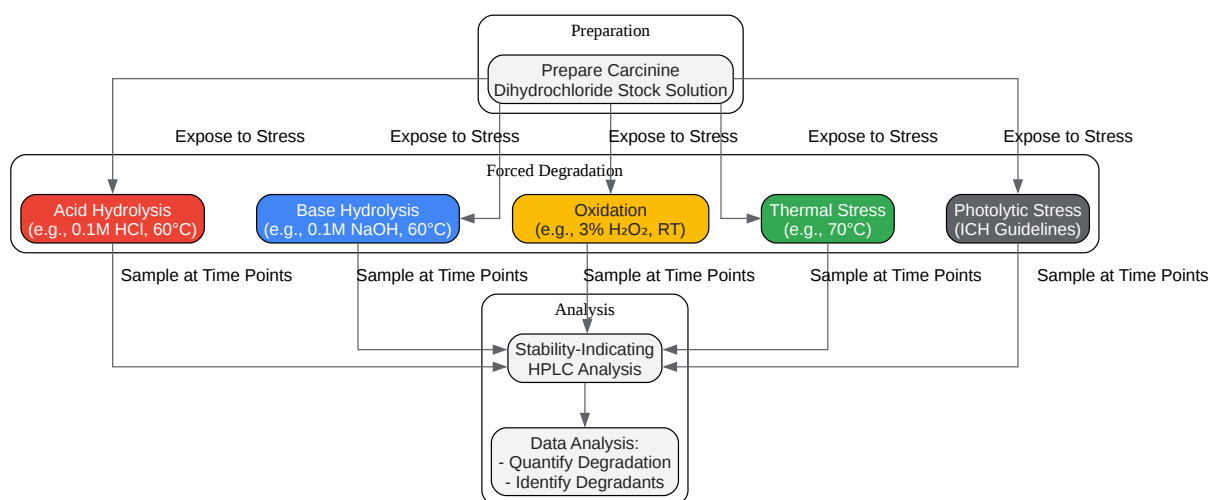 Preparation
Prepare Carcinine
Dihydrochloride Stock Solution
Expose to Stress
Expose to Stress
Expose to Stress
Expose to Stress
Expose to Stress
Forced Degradation
Acid Hydrolysis
(e.g., 0.1M HCl, 60°C)
Base Hydrolysis
(e.g., 0.1M NaOH, 60°C)
Oxidation
(e.g., 3% H₂O₂, RT)
Thermal Stress
(e.g., 70°C)
Photolytic Stress
(ICH Guidelines)
Sample at Time Points
Sample at Time Points
Sample at Time Points
Sample at Time Points
Sample at Time Points
Analysis
Stability-Indicating
HPLC Analysis
Data Analysis:
- Quantify Degradation
- Identify Degradants